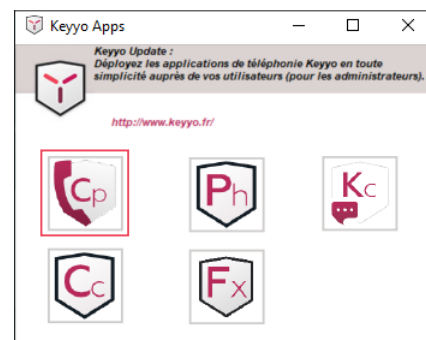 Keyyo Apps
Keyyo Update :
Déployez les applications de téléphonie Keyyo en toute
simplicité auprès de vos utilisateurs (pour les administrateurs).
http://www.keyyo.fr/
Cp Ph Kc
Cc Fx